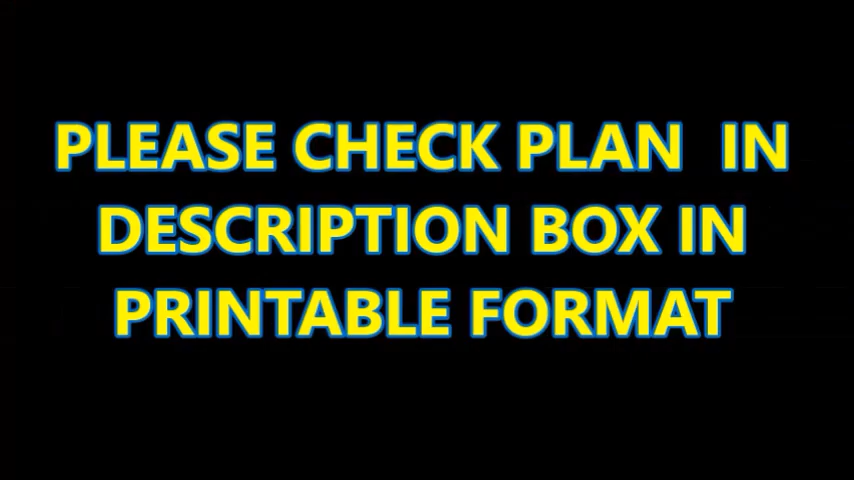 PLEASE CHECK PLAN  IN
DESCRIPTION BOX IN
PRINTABLE FORMAT